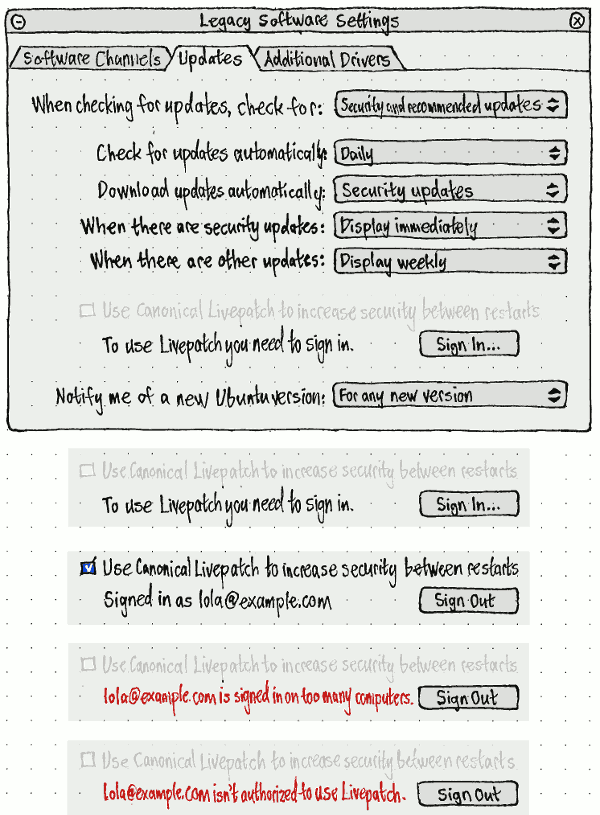 Legacy Software Settings
Software Channels Updates Additional Drivers
When checking for updates, check for: Security and recommended updates
Check for updates automatically: Daily
Download updates automatically: Security updates
When there are security updates: Display immediately
When there are other updates: Display weekly
Use Canonical Livepatch to increase security between restarts
To use Livepatch you need to sign in. Sign In...
Notify me of a new Ubuntu version: For any new version
Use Canonical Livepatch to increase security between restarts
To use Livepatch you need to sign in. Sign In...
Use Canonical Livepatch to increase security between restarts
Signed in as lola@example.com Sign Out
Use Canonical Livepatch to increase security between restarts
lola@example.com is signed in on too many computers. Sign Out
Use Canonical Livepatch to increase security between restarts
lola@example.com isn't authorized to use Livepatch. Sign Out